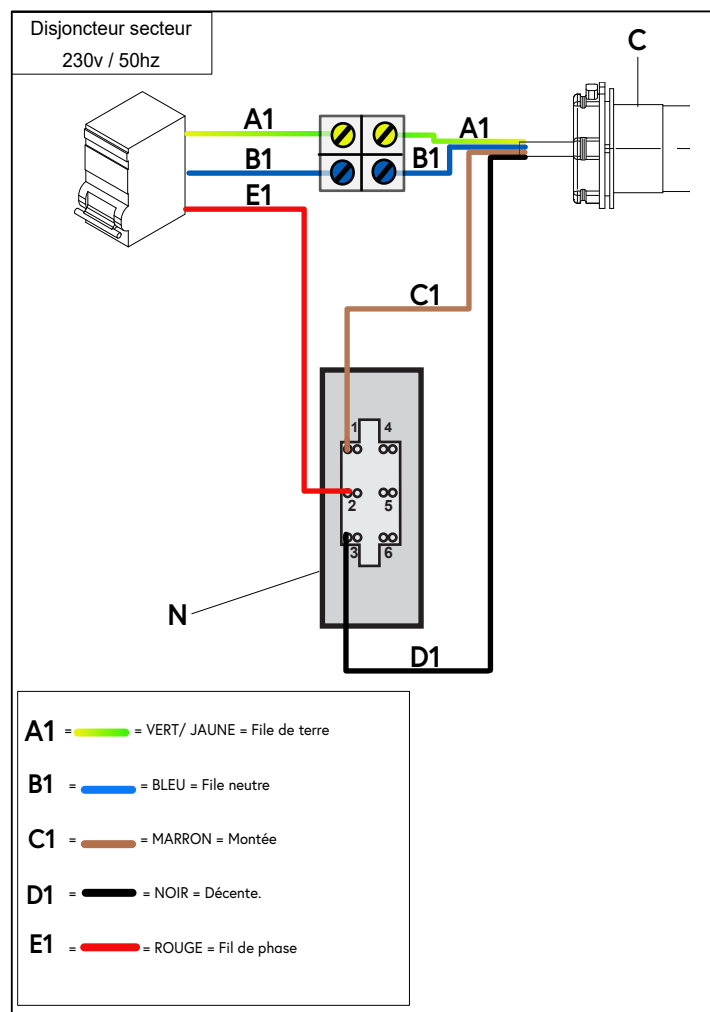 Disjoncteur secteur
230v / 50hz
C
A1
A1
B1
B1
E1
C1
1 4
2 5
3 6
N
D1
A1 = = VERT/ JAUNE = File de terre
B1 = = BLEU = File neutre
C1 = = MARRON = Montée
D1 = = NOIR = Décente.
E1 = = ROUGE = Fil de phase